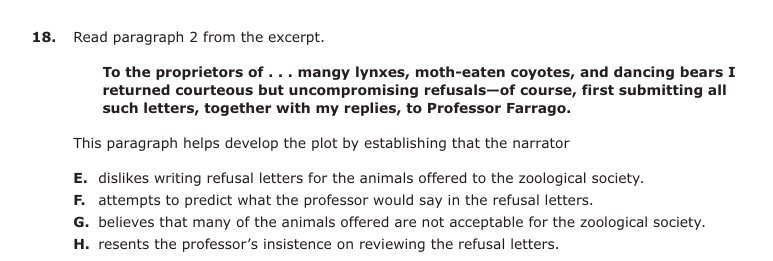 18. Read paragraph 2 from the excerpt.
To the proprietors of . . . mangy lynxes, moth-eaten coyotes, and dancing bears I
returned courteous but uncompromising refusals—of course, first submitting all
such letters, together with my replies, to Professor Farrago.
This paragraph helps develop the plot by establishing that the narrator
E. dislikes writing refusal letters for the animals offered to the zoological society.
F. attempts to predict what the professor would say in the refusal letters.
G. believes that many of the animals offered are not acceptable for the zoological society.
H. resents the professor’s insistence on reviewing the refusal letters.